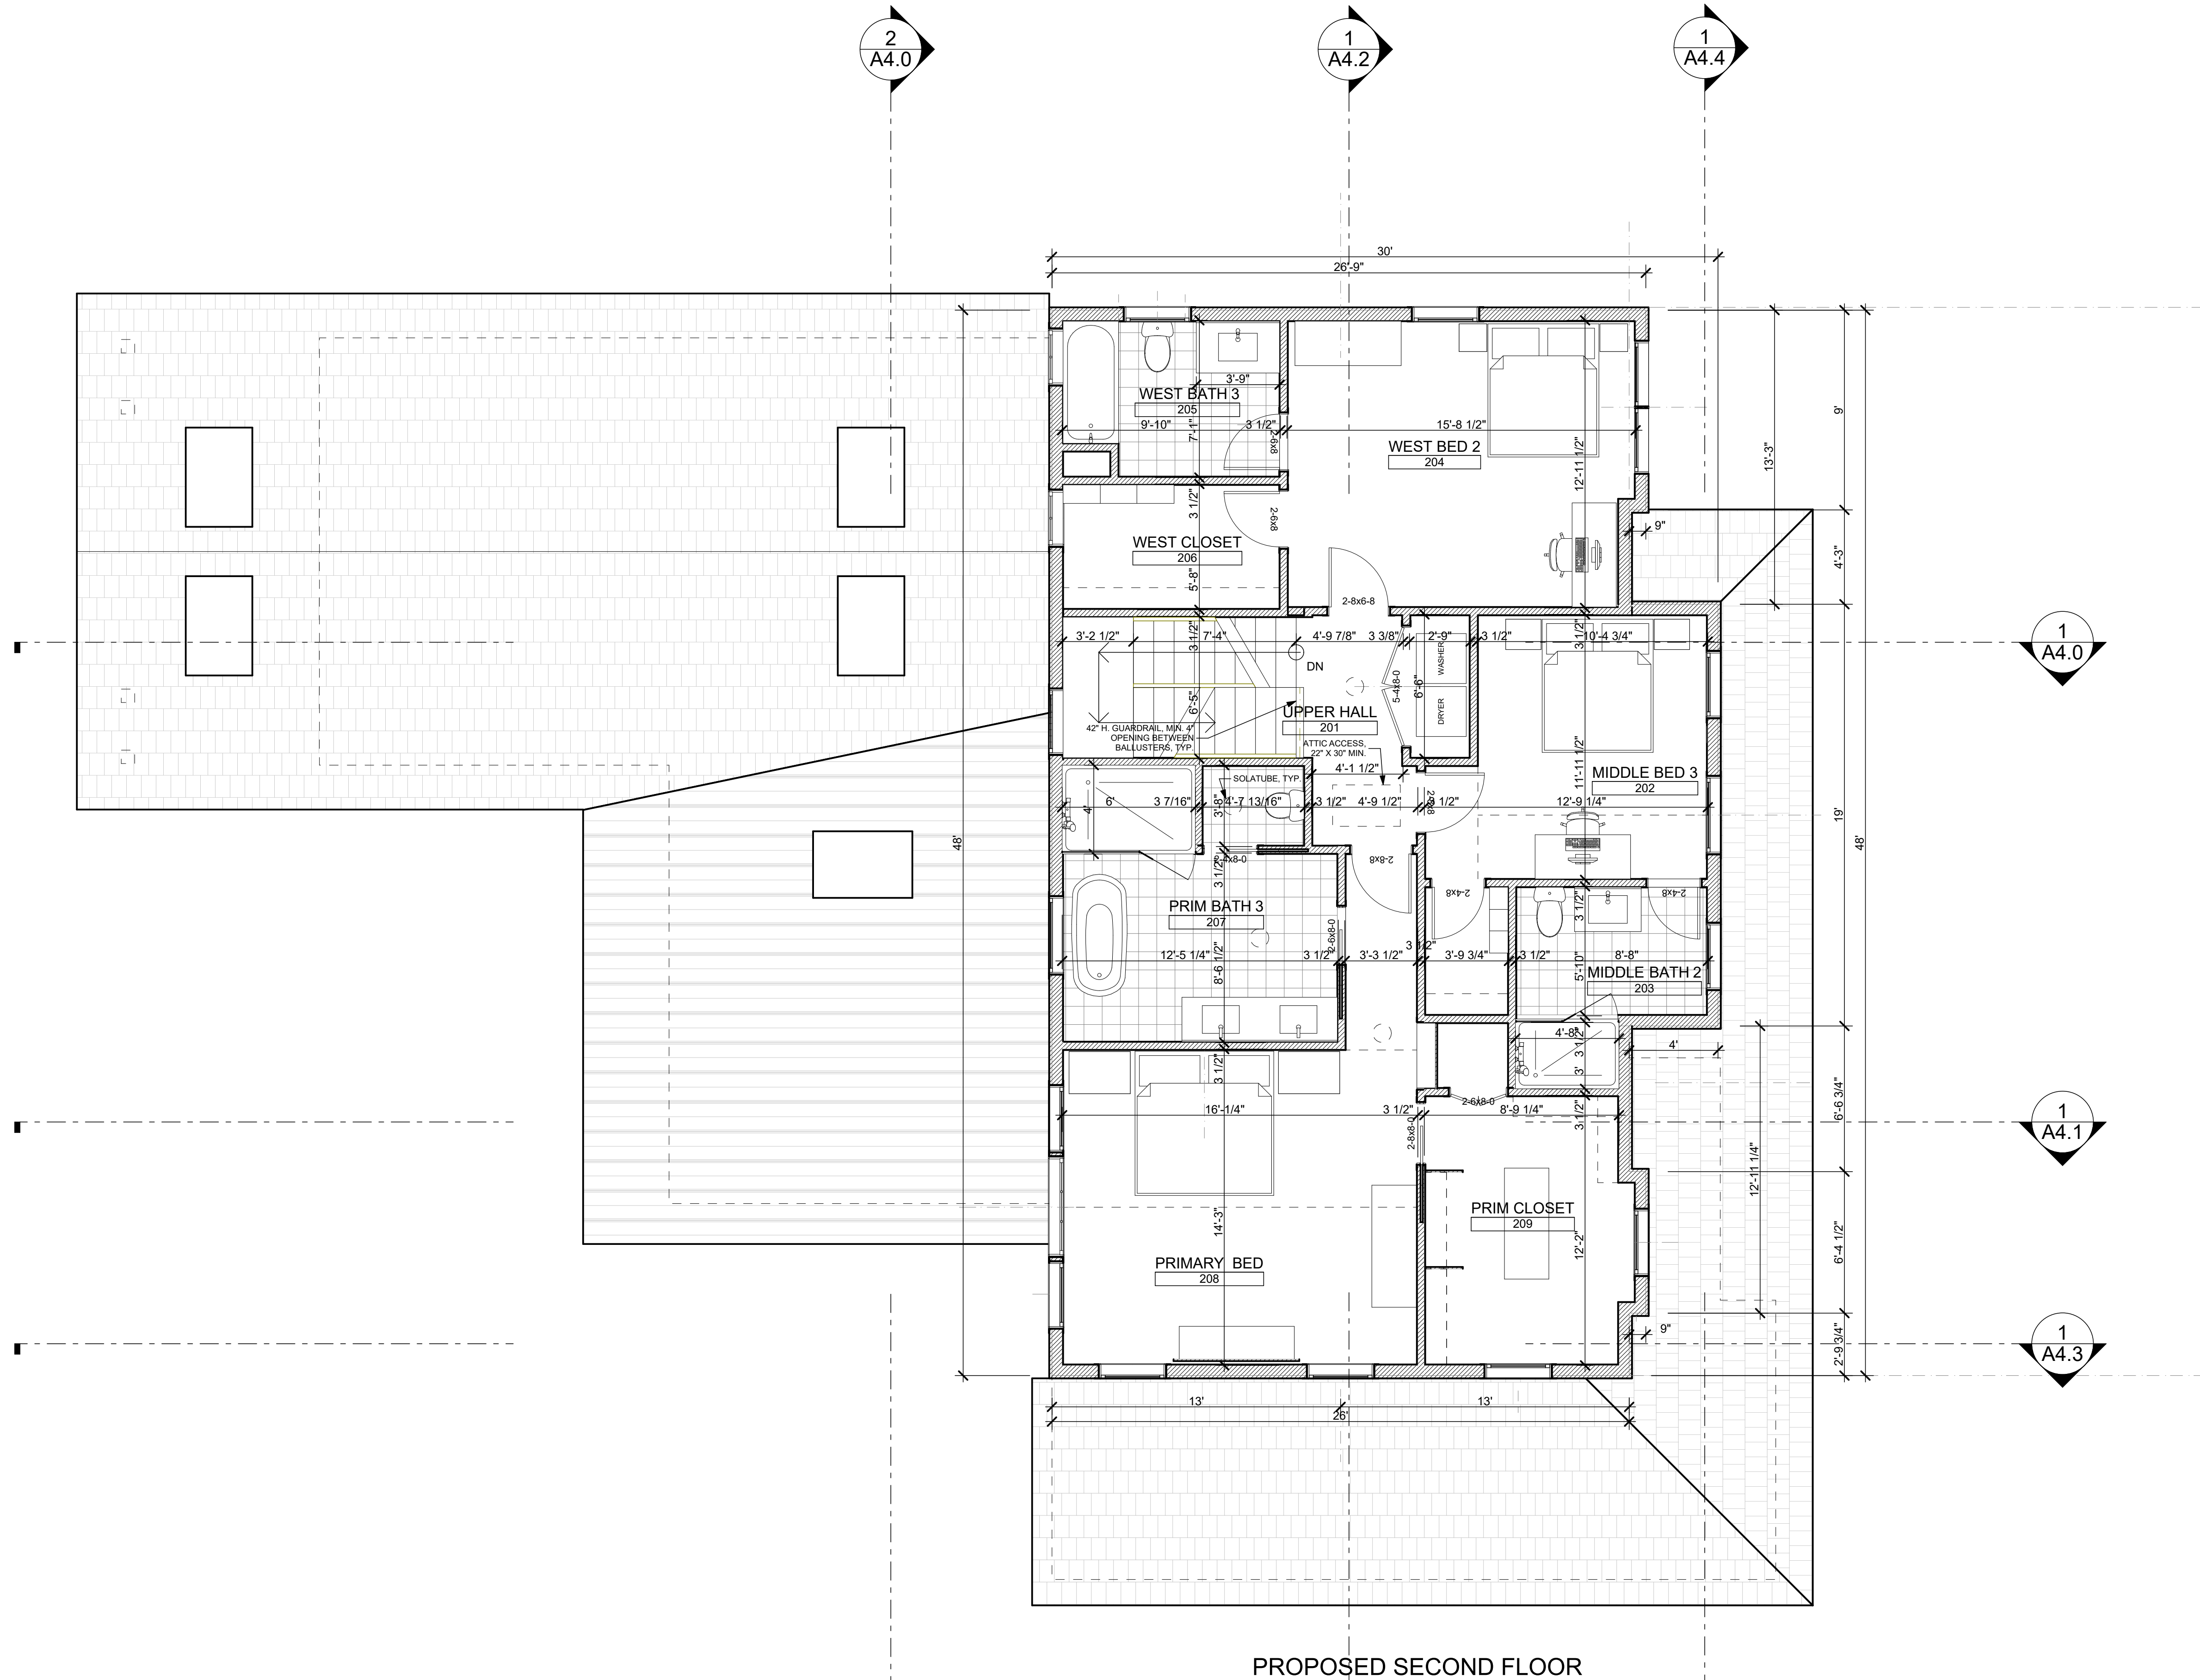 2
A4.0
1
A4.2
1
A4.4
30'
26'-9"
3'-9"
WEST BATH 3
205
9'-10"
3 1/2"
7'-1"
2-6x8
15'-8 1/2"
WEST BED 2
204
12'-11 1/2"
9'
13'-3"
3 1/2"
2-6x8
WEST CLOSET
206
5'-8"
9"
4'-3"
2-8x6-8
3'-2 1/2"
3 1/2"
7'-4"
4'-9 7/8"
3 3/8"
2'-9"
3 1/2"
3 1/2"
10'-4 3/4"
1
A4.0
DN
WASHER
5-4x8-0
6'-6"
DRYER
6'-5"
UPPER HALL
201
42" H. GUARDRAIL, MIN. 4"
OPENING BETWEEN
BALLUSTERS, TYP.
ATTIC ACCESS,
22" X 30" MIN.
4'-1 1/2"
11'-11 1/2"
MIDDLE BED 3
202
SOLATUBE, TYP.
6'
4'
3 7/16"
3'-8"
4'-7 13/16"
3 1/2"
4'-9 1/2"
12'-9 1/4"
19'
48'
48'
3 1/2"
2-8x8
2-4x8
2-4x8
3 1/2"
PRIM BATH 3
207
2-6x8-0
12'-5 1/4"
8'-6 1/2"
3 1/2"
3'-3 1/2"
3 1/2"
3'-9 3/4"
3 1/2"
5'-10"
8'-8"
MIDDLE BATH 2
203
4'-8"
3 1/2"
3'
4'
3 1/2"
16'-1/4"
3 1/2"
2-8x8-0
2-6x8-0
8'-9 1/4"
3 1/2"
6'-6 3/4"
1
A4.1
12'-11 1/4"
14'-3"
PRIM CLOSET
209
12'-2"
6'-4 1/2"
PRIMARY BED
208
9"
2'-9 3/4"
1
A4.3
13'
13'
26'
PROPOSED SECOND FLOOR